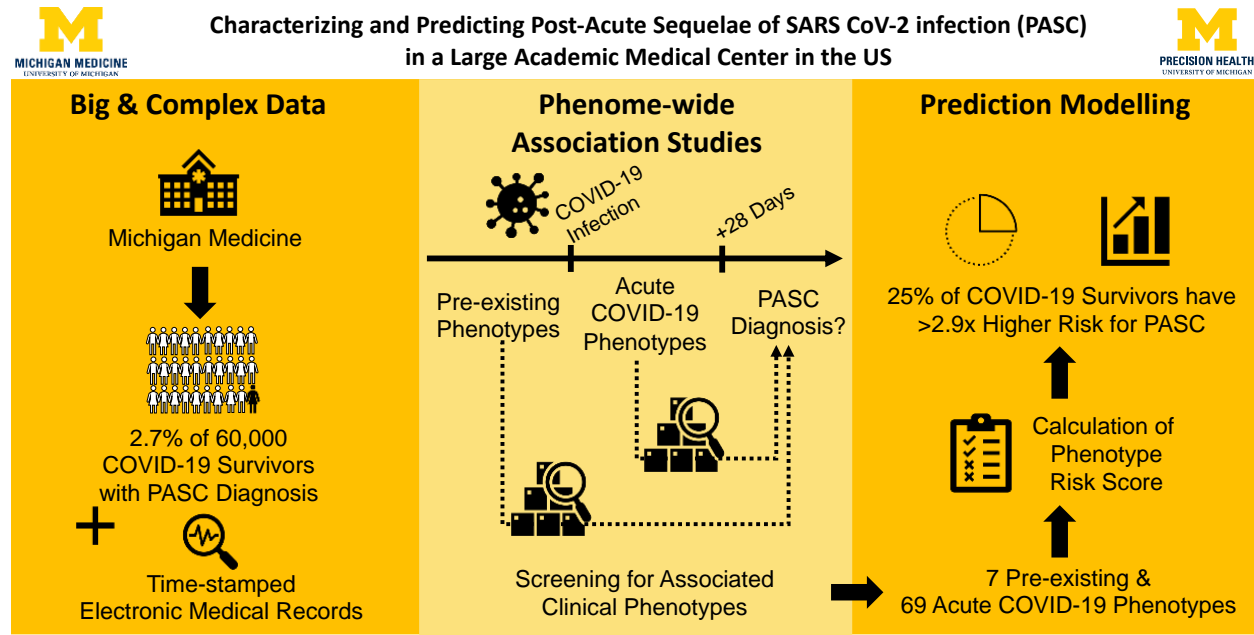 Characterizing and Predicting Post-Acute Sequelae of SARS CoV-2 infection (PASC)
in a Large Academic Medical Center in the US
M
MICHIGAN MEDICINE
UNIVERSITY OF MICHIGAN
M
PRECISION HEALTH
UNIVERSITY OF MICHIGAN
Big & Complex Data
Michigan Medicine
2.7% of 60,000
COVID-19 Survivors
with PASC Diagnosis
+
Time-stamped
Electronic Medical Records
Phenome-wide
Association Studies
COVID-19
Infection
+28 Days
Pre-existing
Phenotypes
Acute
COVID-19
Phenotypes
PASC
Diagnosis?
Screening for Associated
Clinical Phenotypes
Prediction Modelling
25% of COVID-19 Survivors have
>2.9x Higher Risk for PASC
Calculation of
Phenotype
Risk Score
7 Pre-existing &
69 Acute COVID-19 Phenotypes